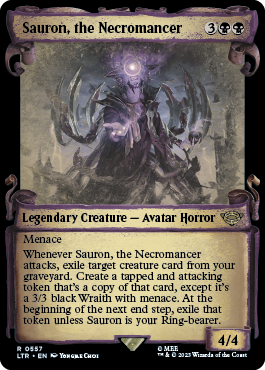 Sauron, the Necromancer 3
Legendary Creature — Avatar Horror
Menace
Whenever Sauron, the Necromancer
attacks, exile target creature card from your
graveyard. Create a tapped and attacking
token that's a copy of that card, except it's
a 3/3 black Wraith with menace. At the
beginning of the next end step, exile that
token unless Sauron is your Ring-bearer.
4/4
R 0557
LTR • EN Yongjae Choi
© MEE
™ & © 2023 Wizards of the Coast